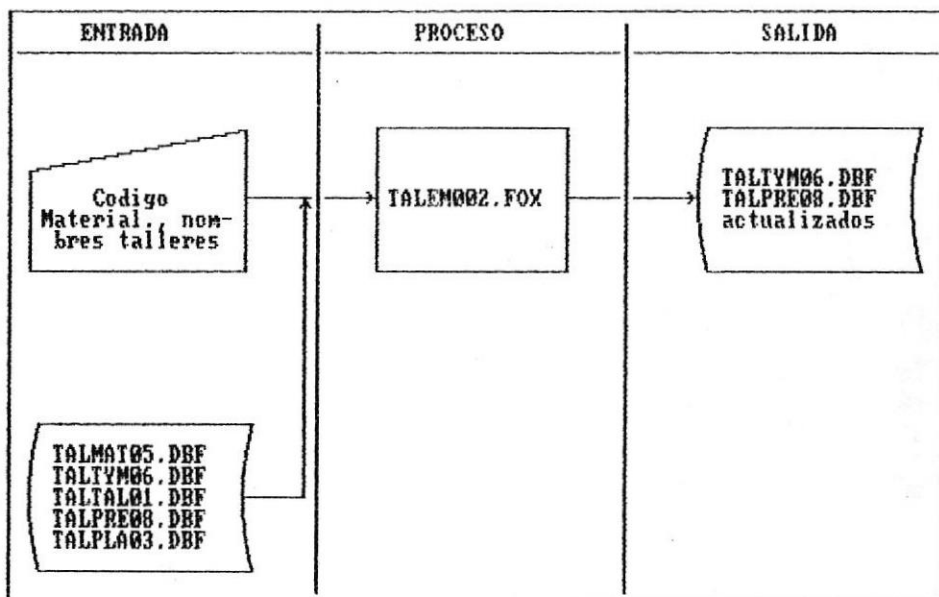 ENTRADA
PROCESO
SALIDA
Codigo
Material., nom-
bres talleres
TALEM002.FOX
TALTYM06.DBF
TALPRE08.DBF
actualizados
TALMAT05.DBF
TALTYM06.DBF
TALTAL01.DBF
TALPRE08.DBF
TALPLA03.DBF